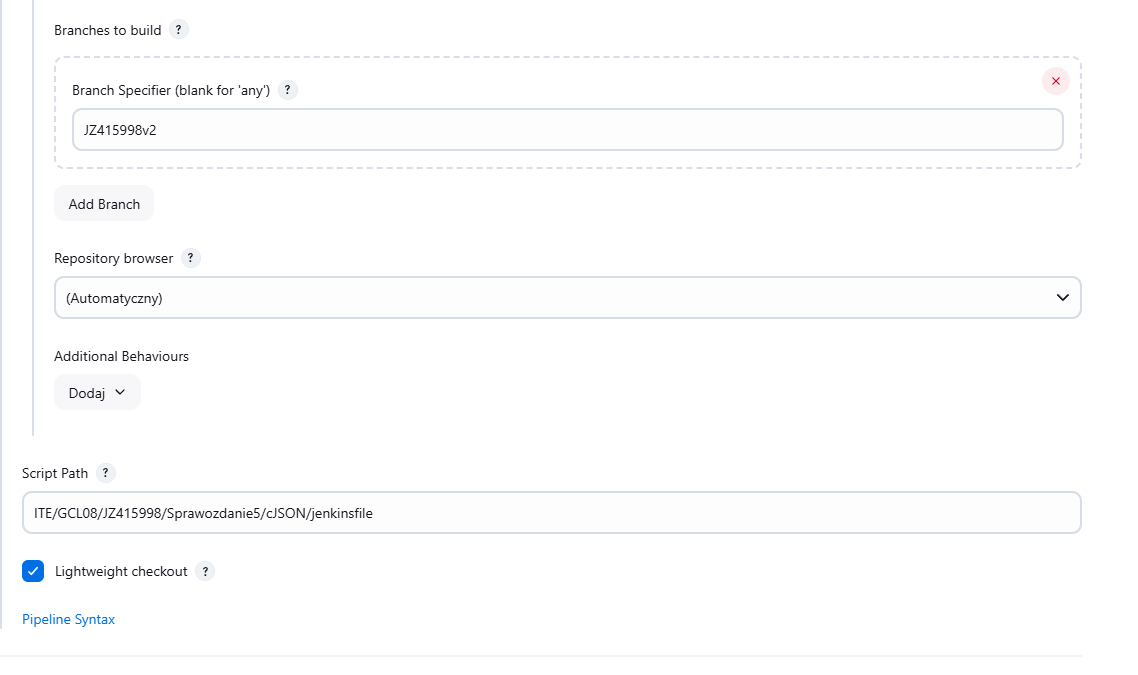 Branches to build ?
Branch Specifier (blank for 'any') ?
JZ415998v2
Add Branch
Repository browser ?
(Automatyczny)
Additional Behaviours
Dodaj
Script Path ?
ITE/GCL08/JZ415998/Sprawozdanie5/cJSON/jenkinsfile
Lightweight checkout ?
Pipeline Syntax